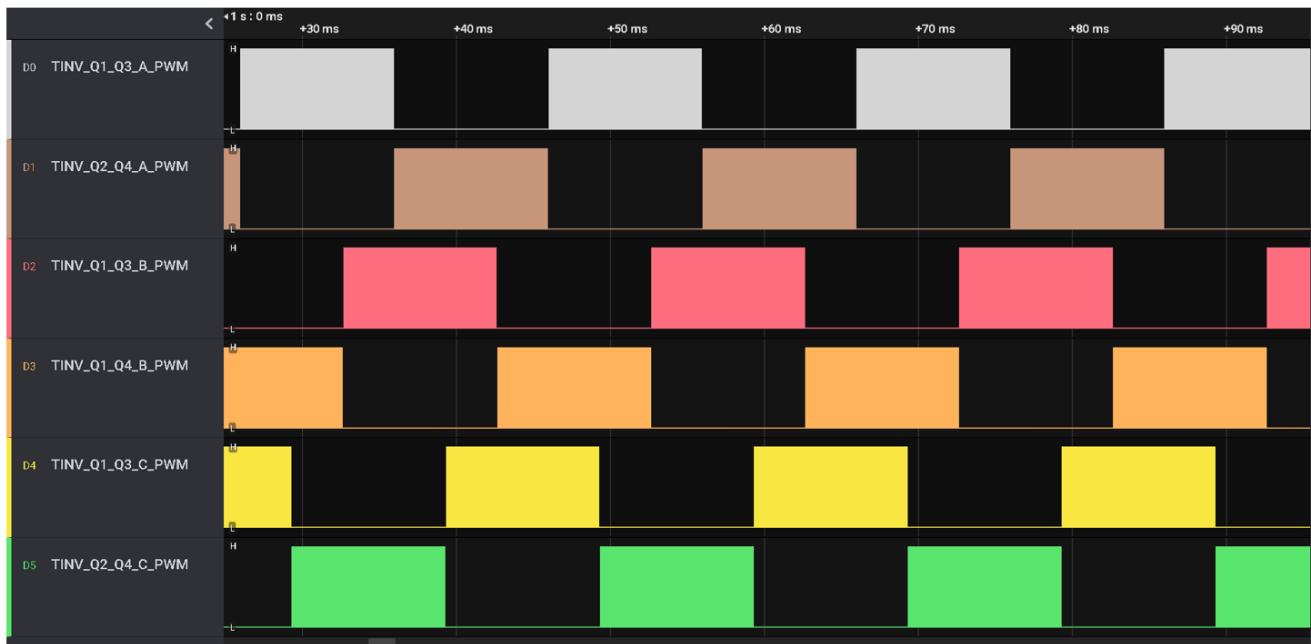 1 s : 0 ms
+30 ms +40 ms +50 ms +60 ms +70 ms +80 ms +90 ms
H
D0 TINV_Q1_Q3_A_PWM
L
H
D1 TINV_Q2_Q4_A_PWM
L
H
D2 TINV_Q1_Q3_B_PWM
L
H
D3 TINV_Q1_Q4_B_PWM
L
H
D4 TINV_Q1_Q3_C_PWM
L
H
D5 TINV_Q2_Q4_C_PWM
L